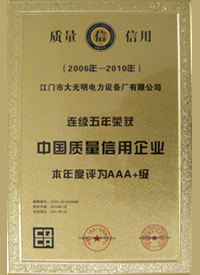 质量 信 信用
(2006年—2010年)
江门市大光明电力设备厂有限公司
连续五年荣获
中国质量信用企业
本年度评为AAA+级